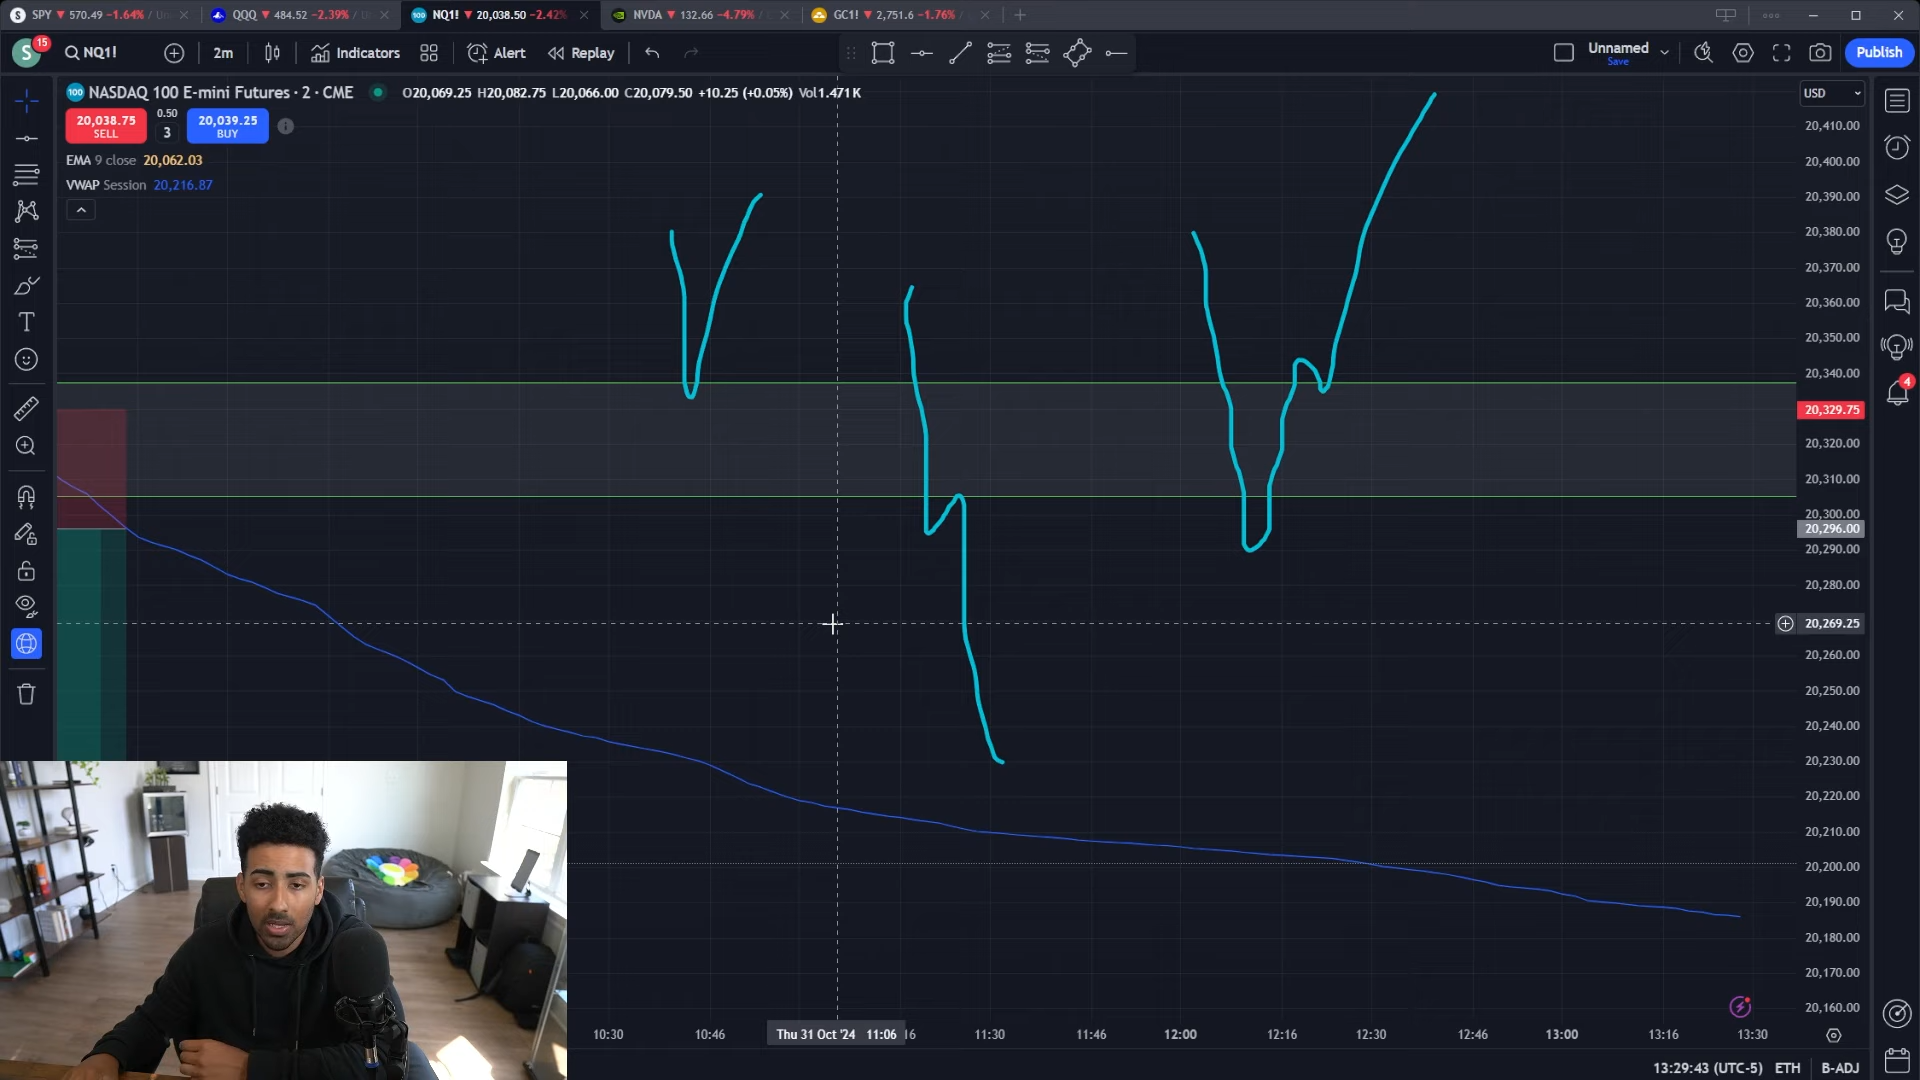 SPY ▼ 570.49 −1.64% / Un
QQQ ▼ 484.52 −2.39% / U
NQ1! ▼ 20,038.50 −2.42%
NVDA ▼ 132.66 −4.79% /
GC1! ▼ 2,751.6 −1.76% /
S
15
NQ1!
2m
Indicators
Alert
Replay
Unnamed
Save
Publish
100
NASDAQ 100 E-mini Futures · 2 · CME
O20,069.25 H20,082.75 L20,066.00 C20,079.50 +10.25 (+0.05%) Vol1.471 K
USD
20,038.75
SELL
0.50
3
20,039.25
BUY
EMA 9 close 20,062.03
VWAP Session 20,216.87
20,410.00
20,400.00
20,390.00
20,380.00
20,370.00
20,360.00
20,350.00
20,340.00
20,329.75
20,320.00
20,310.00
20,300.00
20,296.00
20,290.00
20,280.00
20,269.25
20,260.00
20,250.00
20,240.00
20,230.00
20,220.00
20,210.00
20,200.00
20,190.00
20,180.00
20,170.00
20,160.00
4
10:30
10:46
Thu 31 Oct '24 11:06
16
11:30
11:46
12:00
12:16
12:30
12:46
13:00
13:16
13:30
13:29:43 (UTC-5)
ETH
B-ADJ